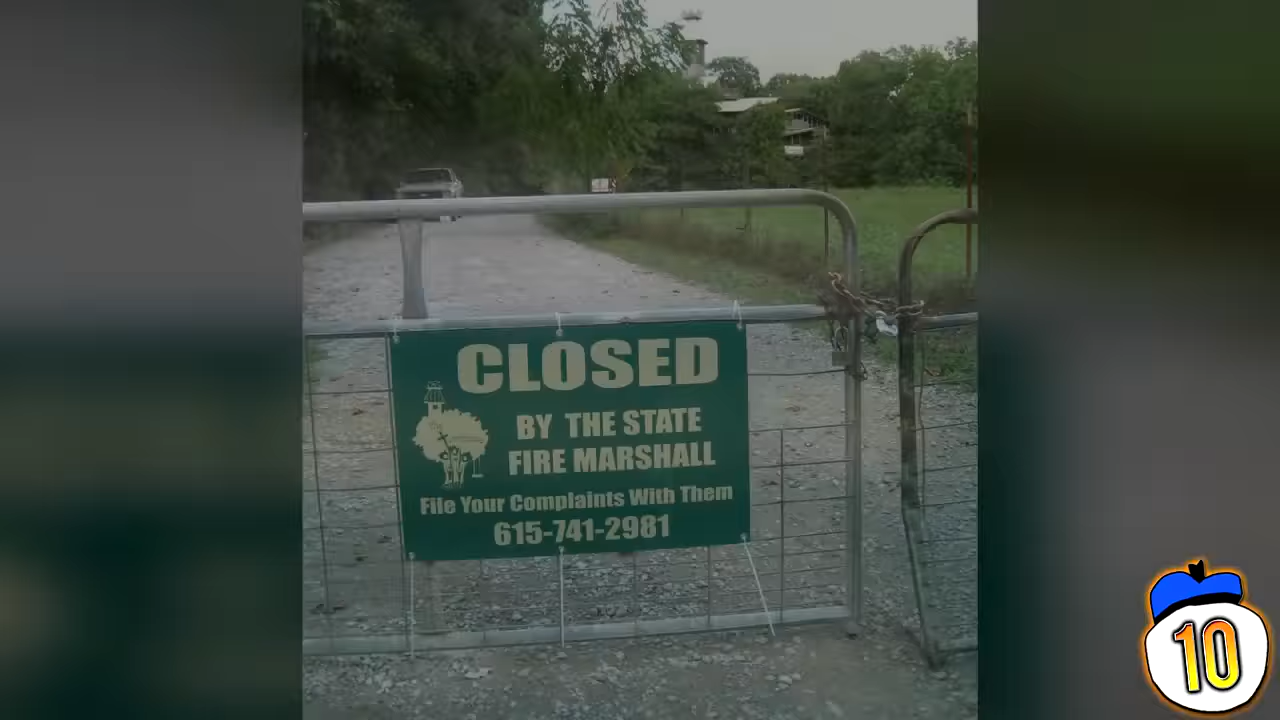 CLOSED
BY THE STATE
FIRE MARSHALL
File Your Complaints With Them
615-741-2981
10